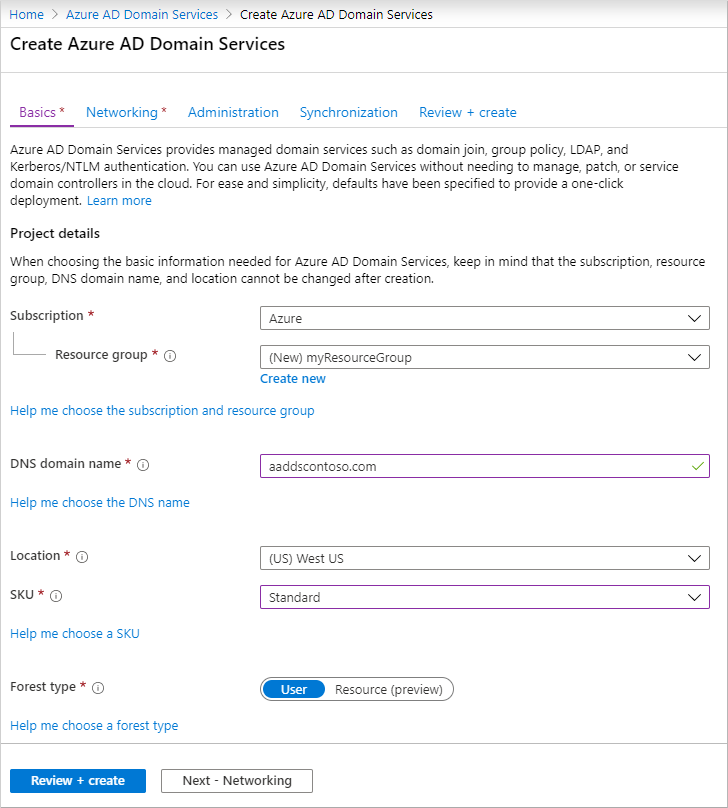 Home > Azure AD Domain Services > Create Azure AD Domain Services
Create Azure AD Domain Services
Basics * Networking * Administration Synchronization Review + create
Azure AD Domain Services provides managed domain services such as domain join, group policy, LDAP, and
Kerberos/NTLM authentication. You can use Azure AD Domain Services without needing to manage, patch, or service
domain controllers in the cloud. For ease and simplicity, defaults have been specified to provide a one-click
deployment. Learn more
Project details
When choosing the basic information needed for Azure AD Domain Services, keep in mind that the subscription, resource
group, DNS domain name, and location cannot be changed after creation.
Subscription * Azure
Resource group * (New) myResourceGroup
Create new
Help me choose the subscription and resource group
DNS domain name * aaddscontoso.com
Help me choose the DNS name
Location * (US) West US
SKU * Standard
Help me choose a SKU
Forest type * User Resource (preview)
Help me choose a forest type
Review + create Next - Networking